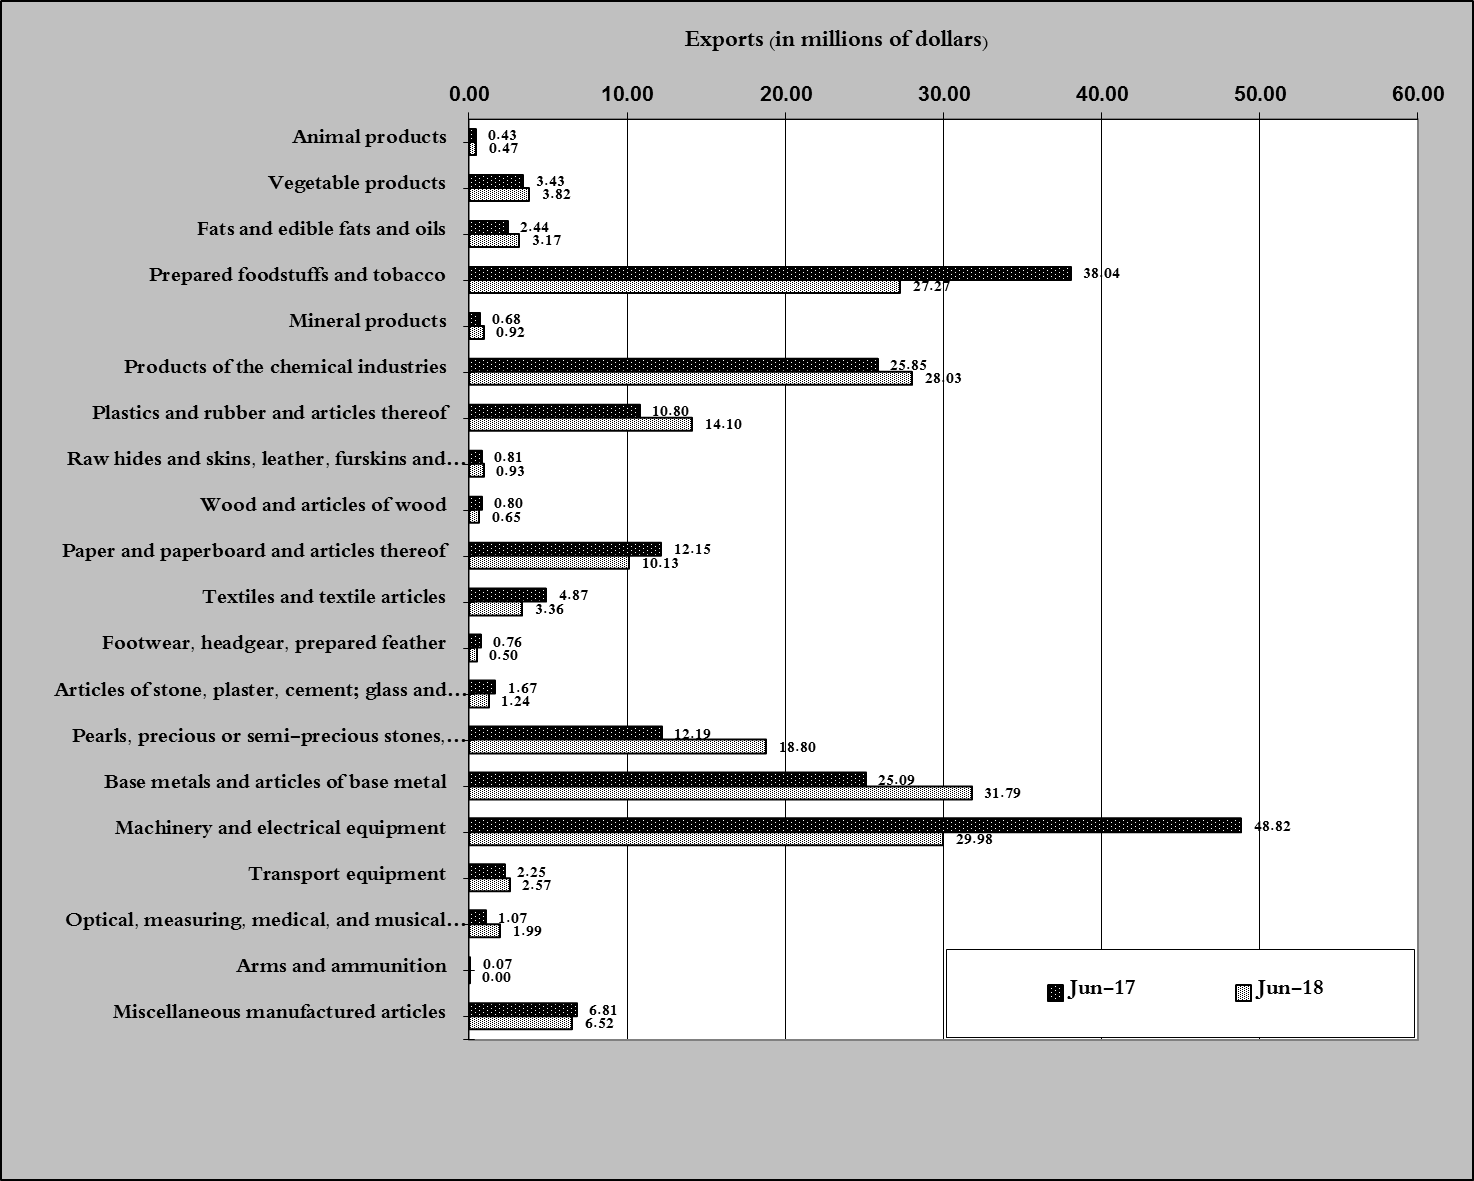 Exports (in millions of dollars)
0.00 10.00 20.00 30.00 40.00 50.00 60.00
Animal products 0.43
0.47
Vegetable products 3.43
3.82
Fats and edible fats and oils 2.44
3.17
Prepared foodstuffs and tobacco 38.04
27.27
Mineral products 0.68
0.92
Products of the chemical industries 25.85
28.03
Plastics and rubber and articles thereof 10.80
14.10
Raw hides and skins, leather, furskins and… 0.81
0.93
Wood and articles of wood 0.80
0.65
Paper and paperboard and articles thereof 12.15
10.13
Textiles and textile articles 4.87
3.36
Footwear, headgear, prepared feather 0.76
0.50
Articles of stone, plaster, cement; glass and… 1.67
1.24
Pearls, precious or semi-precious stones,… 12.19
18.80
Base metals and articles of base metal 25.09
31.79
Machinery and electrical equipment 48.82
29.98
Transport equipment 2.25
2.57
Optical, measuring, medical, and musical… 1.07
1.99
Arms and ammunition 0.07
0.00
Miscellaneous manufactured articles 6.81
6.52
Jun-17 Jun-18